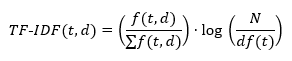 TF-IDF(t, d) = (f(t, d) / ∑f(t, d)) · log (N / df(t))